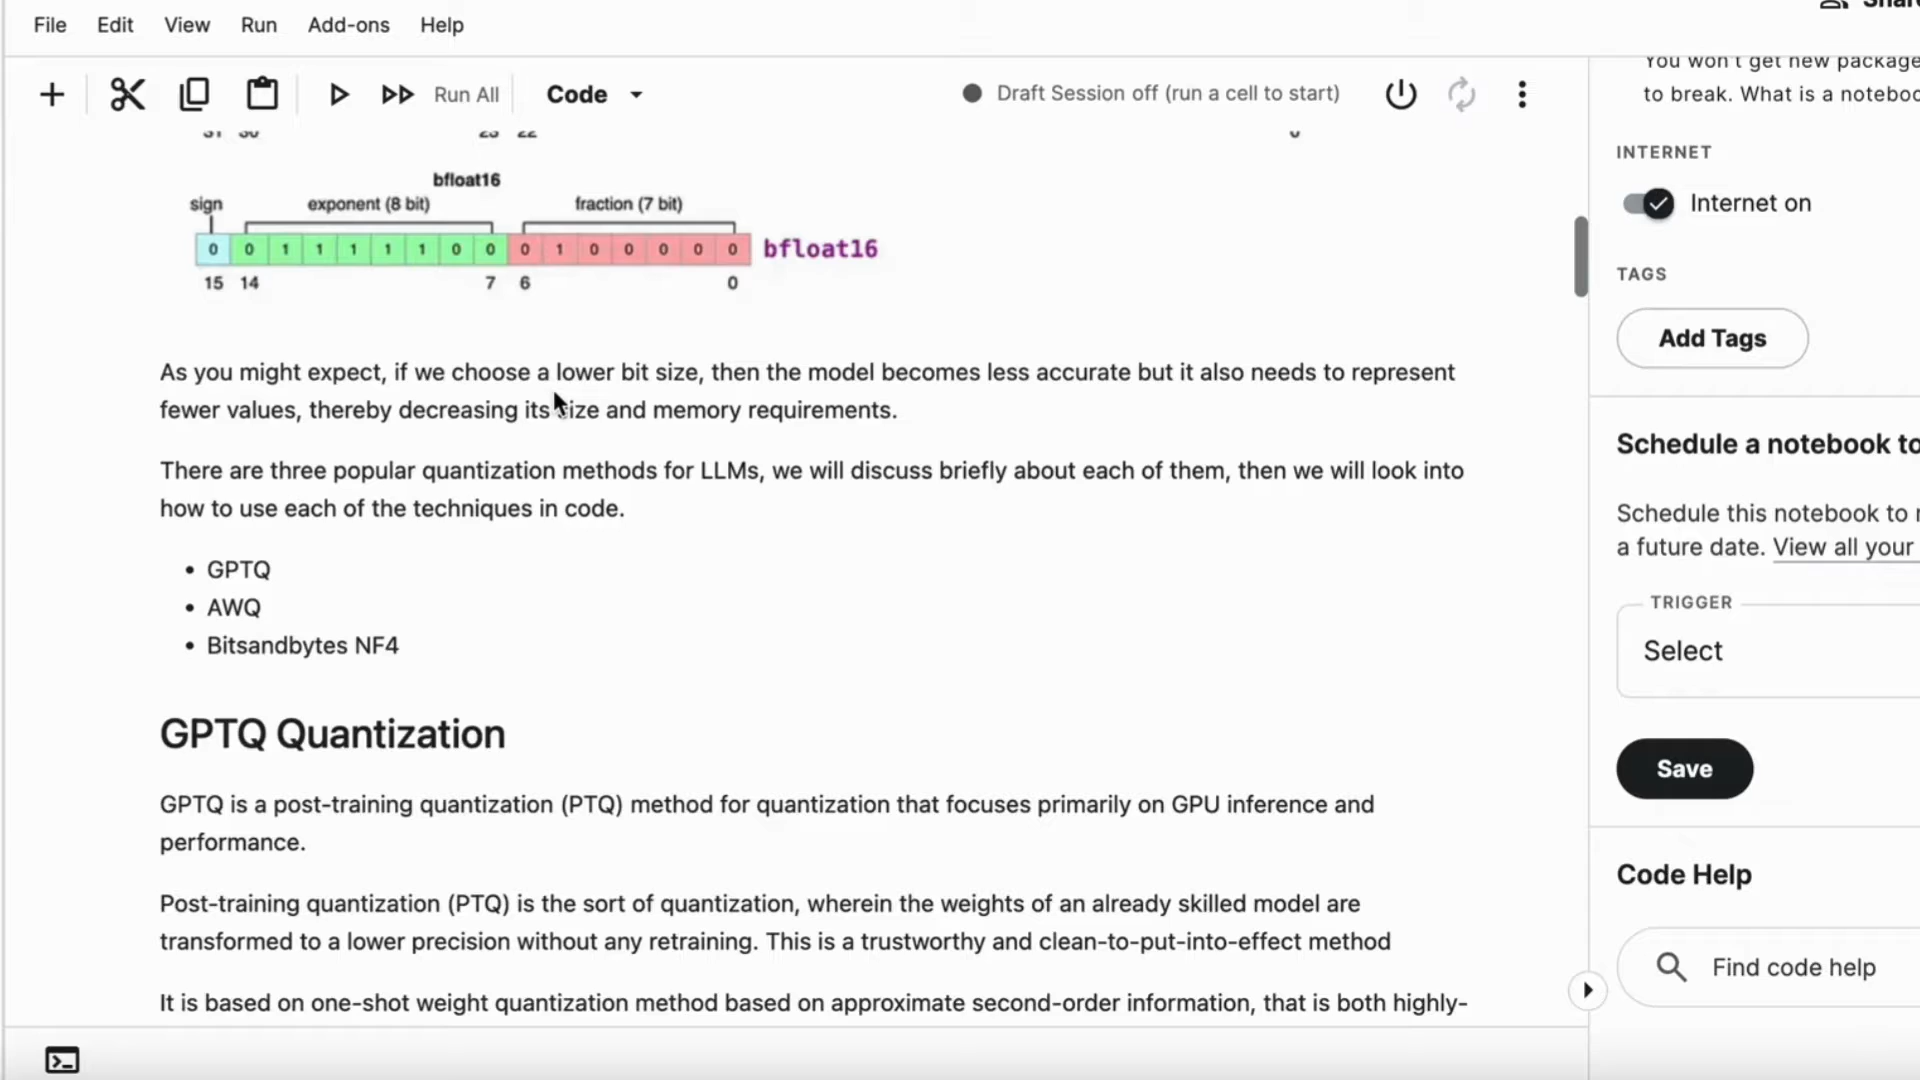 File Edit View Run Add-ons Help
Run All Code Draft Session off (run a cell to start)
bfloat16
sign exponent (8 bit) fraction (7 bit)
0 0 1 1 1 1 1 0 0 0 1 0 0 0 0 0 bfloat16
15 14 7 6 0
As you might expect, if we choose a lower bit size, then the model becomes less accurate but it also needs to represent
fewer values, thereby decreasing its size and memory requirements.
There are three popular quantization methods for LLMs, we will discuss briefly about each of them, then we will look into
how to use each of the techniques in code.
• GPTQ
• AWQ
• Bitsandbytes NF4
GPTQ Quantization
GPTQ is a post-training quantization (PTQ) method for quantization that focuses primarily on GPU inference and
performance.
Post-training quantization (PTQ) is the sort of quantization, wherein the weights of an already skilled model are
transformed to a lower precision without any retraining. This is a trustworthy and clean-to-put-into-effect method
It is based on one-shot weight quantization method based on approximate second-order information, that is both highly-
You won't get new package
to break. What is a noteboo
INTERNET
Internet on
TAGS
Add Tags
Schedule a notebook to
Schedule this notebook to
a future date. View all your
TRIGGER
Select
Save
Code Help
Find code help